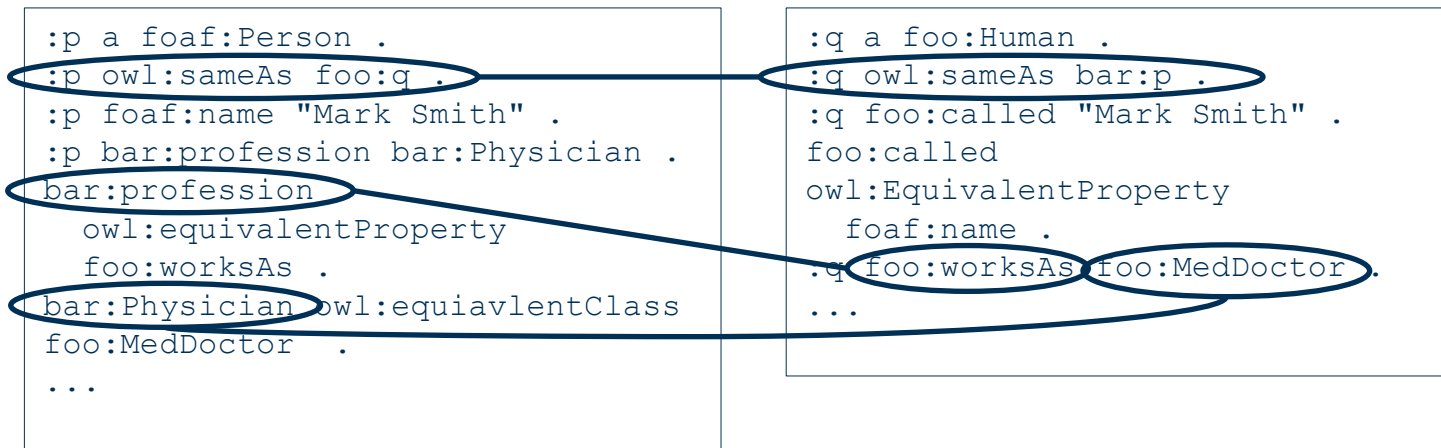 :p a foaf:Person .
:p owl:sameAs foo:q .
:p foaf:name "Mark Smith" .
:p bar:profession bar:Physician .
bar:profession
owl:equivalentProperty
foo:worksAs .
bar:Physician owl:equiavlentClass
foo:MedDoctor .
...
:q a foo:Human .
:q owl:sameAs bar:p .
:q foo:called "Mark Smith" .
foo:called
owl:EquivalentProperty
foaf:name .
:q foo:worksAs foo:MedDoctor .
...